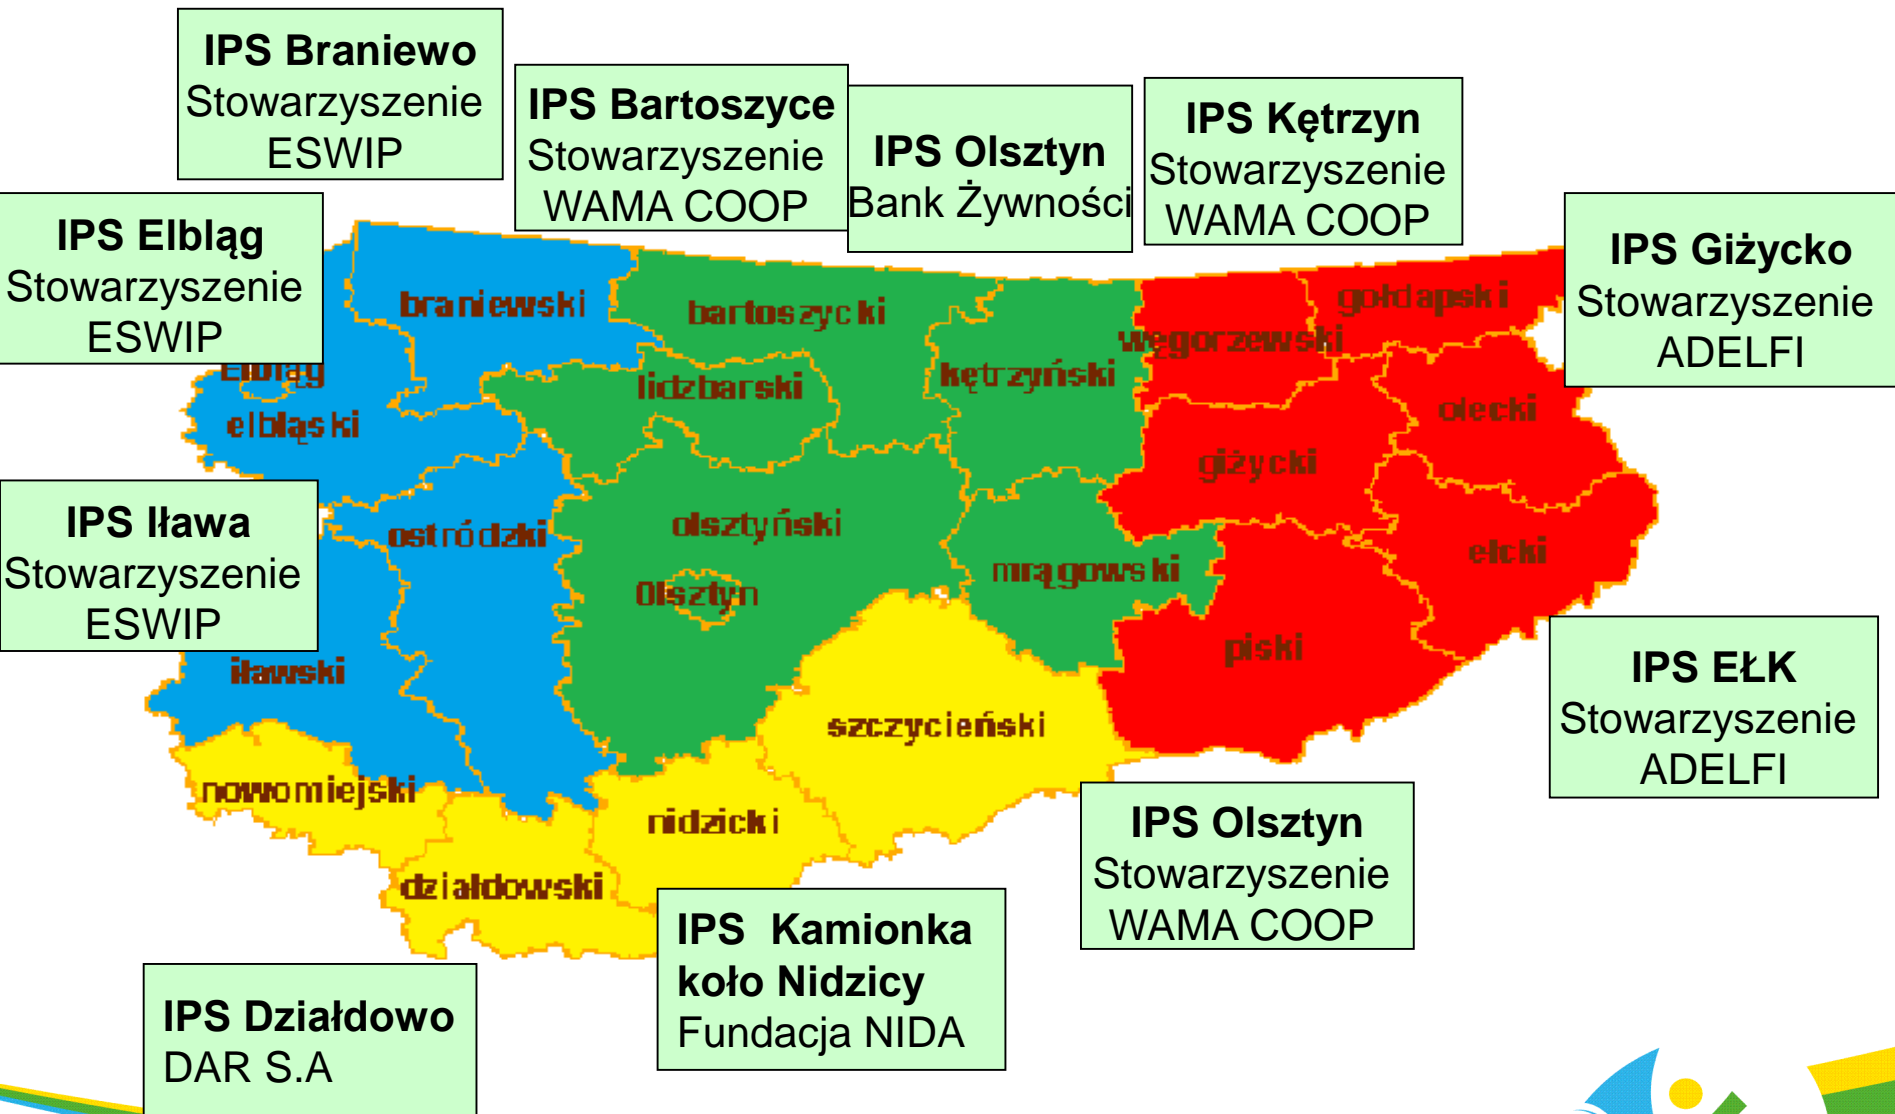 IPS Braniewo
Stowarzyszenie
ESWIP
IPS Bartoszyce
Stowarzyszenie
WAMA COOP
IPS Olsztyn
Bank Żywności
IPS Kętrzyn
Stowarzyszenie
WAMA COOP
IPS Elbląg
Stowarzyszenie
ESWIP
IPS Giżycko
Stowarzyszenie
ADELFI
braniewski
bartoszycki
gołdapski
węgorzewski
Elbląg
lidzbarski
kętrzyński
olecki
elbląski
giżycki
IPS Iława
Stowarzyszenie
ESWIP
ostródzki
olsztyński
ełcki
mrągowski
Olsztyn
piski
iławski
IPS EŁK
Stowarzyszenie
ADELFI
szczycieński
nowomiejski
nidzicki
działdowski
IPS Olsztyn
Stowarzyszenie
WAMA COOP
IPS Kamionka
koło Nidzicy
Fundacja NIDA
IPS Działdowo
DAR S.A